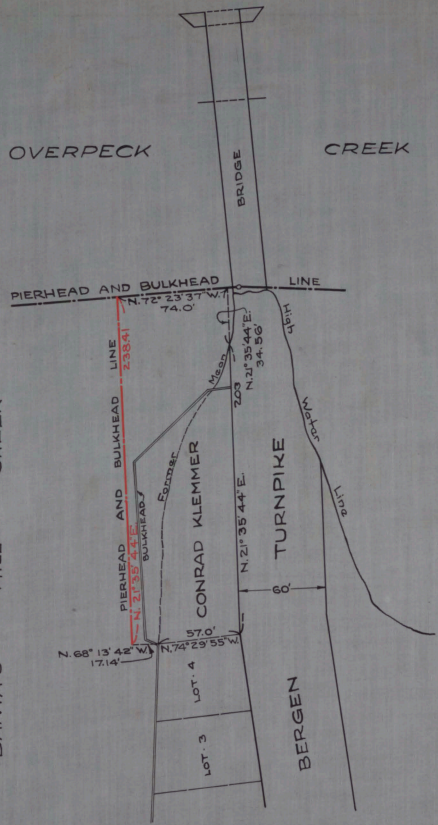 OVERPECK CREEK
BRIDGE
PIERHEAD AND BULKHEAD LINE
N.72° 23' 37" W.
74.0'
N.21° 35' 44" E.
34.56'
High Water Line
Former Mean
203
PIERHEAD AND BULKHEAD LINE
N. 21° 35' 44" E. 238.41
BULKHEAD
CONRAD KLEMMER
N.21° 35' 44" E.
BERGEN TURNPIKE
60'
57.0'
N.74° 29' 55" W.
N.68° 13' 42" W.
17.14'
LOT. 4
LOT. 3